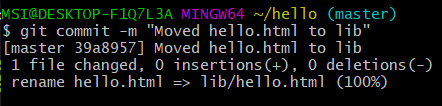 MSI@DESKTOP-F1Q7L3A MINGW64 ~/hello (master)
$ git commit -m "Moved hello.html to lib"
[master 39a8957] Moved hello.html to lib
 1 file changed, 0 insertions(+), 0 deletions(-)
 rename hello.html => lib/hello.html (100%)